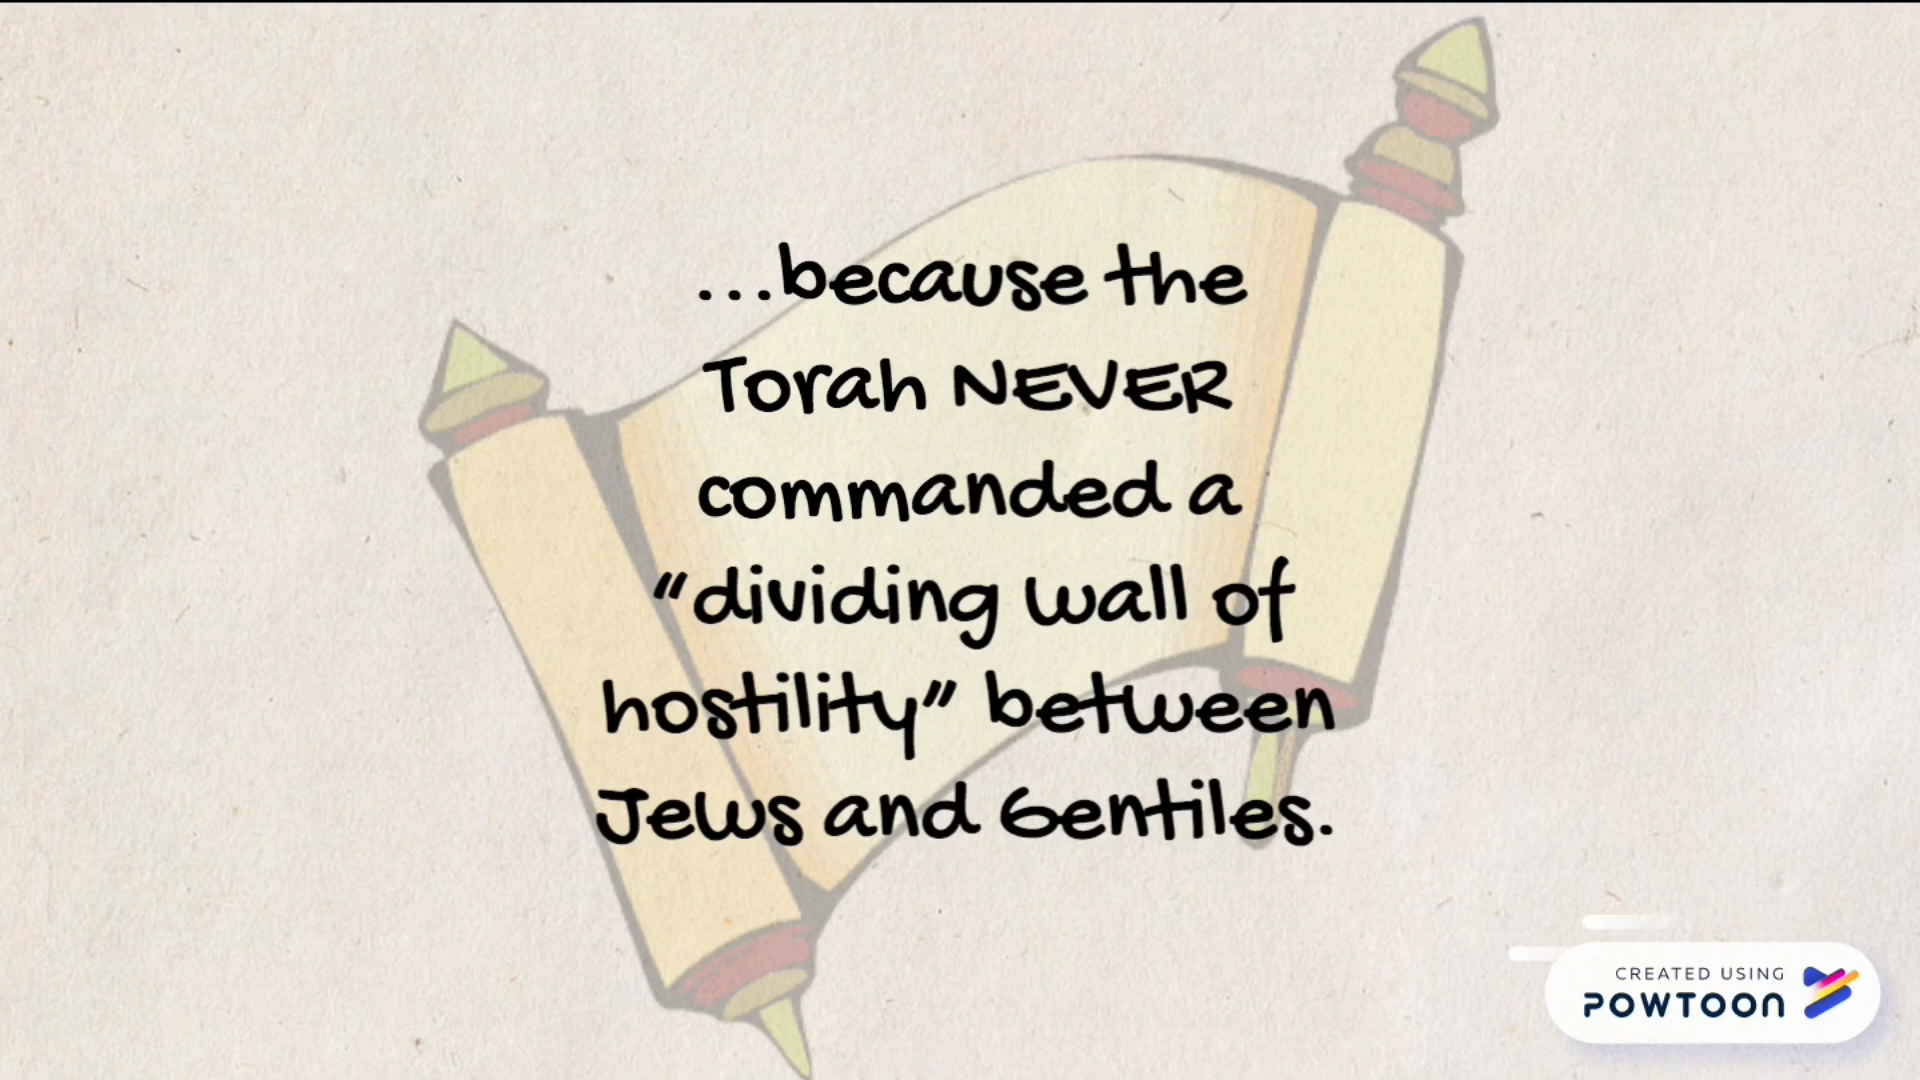 ...because the
Torah NEVER
commanded a
"dividing wall of
hostility" between
Jews and Gentiles.
CREATED USING
POWTOON